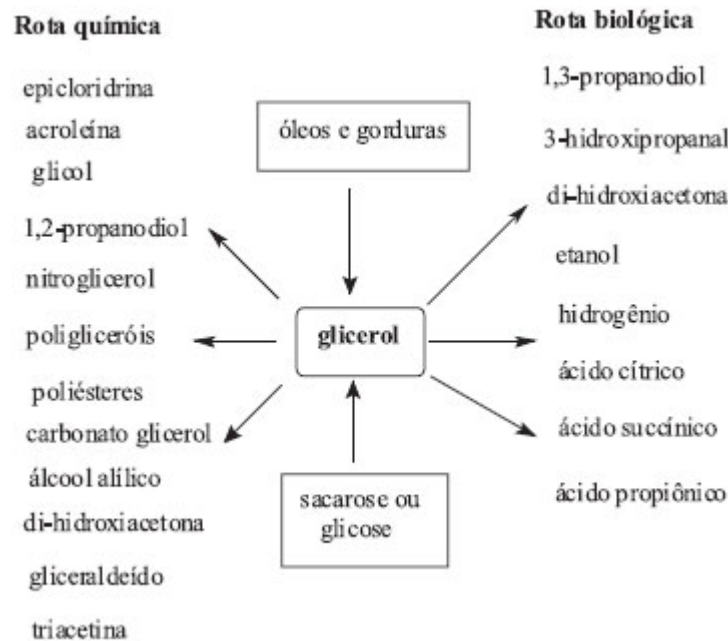 Rota química
epicloridrina
acroleína
glicol
1,2-propanodiol
nitroglicerol
poligliceróis
poliésteres
carbonato glicerol
álcool alílico
di-hidroxiacetona
gliceraldeído
triacetina
óleos e gorduras
glicerol
sacarose ou
glicose
Rota biológica
1,3-propanodiol
3-hidroxipropanal
di-hidroxiacetona
etanol
hidrogênio
ácido cítrico
ácido succínico
ácido propiônico